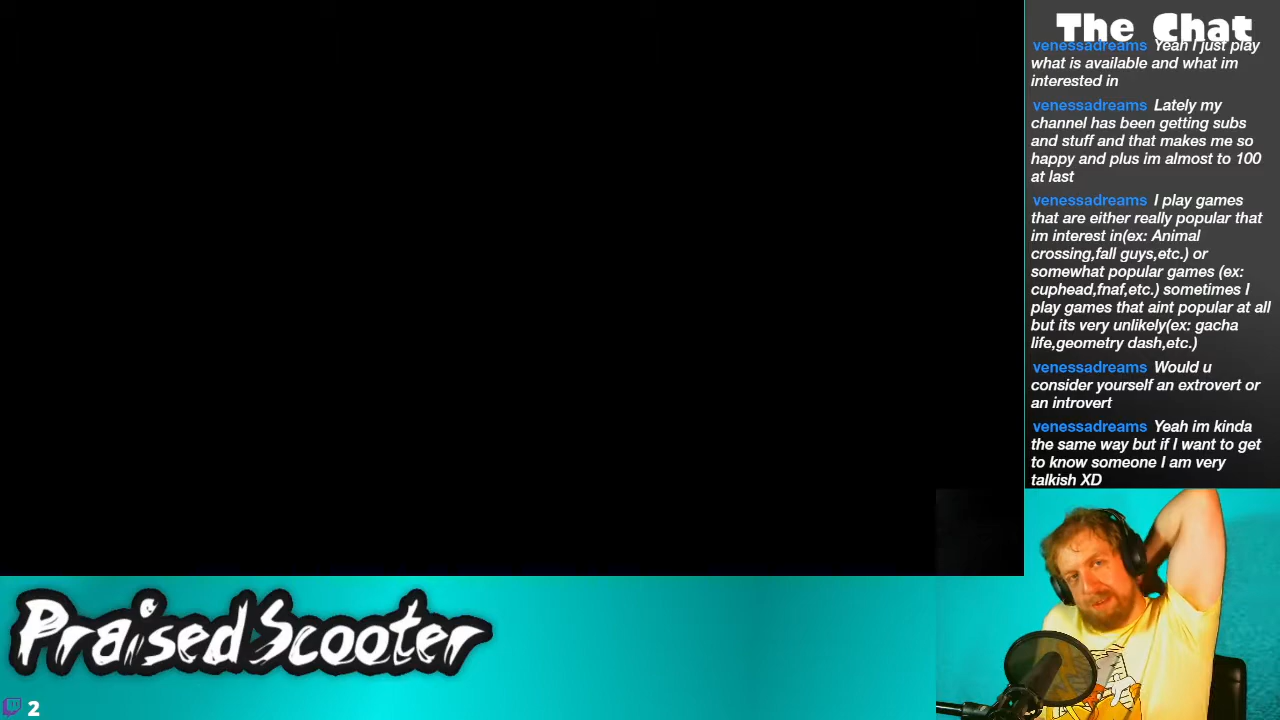 The Chat
venessadreams Yeah I just play
what is available and what im
interested in
venessadreams Lately my
channel has been getting subs
and stuff and that makes me so
happy and plus im almost to 100
at last
venessadreams I play games
that are either really popular that
im interest in(ex: Animal
crossing,fall guys,etc.) or
somewhat popular games (ex:
cuphead,fnaf,etc.) sometimes I
play games that aint popular at all
but its very unlikely(ex: gacha
life,geometry dash,etc.)
venessadreams Would u
consider yourself an extrovert or
an introvert
venessadreams Yeah im kinda
the same way but if I want to get
to know someone I am very
talkish XD
PraisedScooter
2